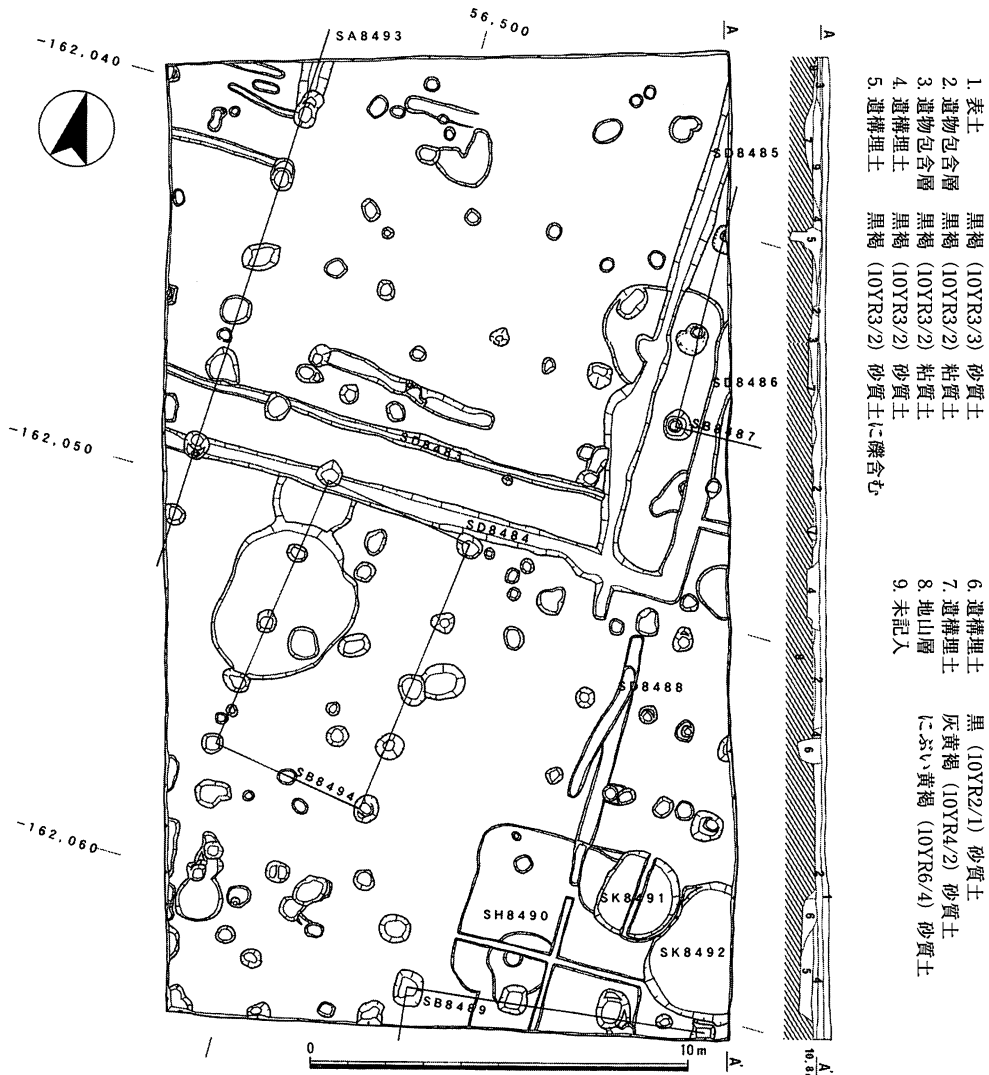 -162,040
SA8493
56,500
A
A
SD8485
SD8486
SB8487
-162,050
SD8483
SD8484
SD8488
SB8494
-162,060
SK8491
SH8490
SK8492
SB8489
0
10m
A'
A'
1. 表土 黒褐 (10YR3/3) 砂質土
2. 遺物包含層 黒褐 (10YR3/2) 粘質土
3. 遺物包含層 黒褐 (10YR3/2) 粘質土
4. 遺構埋土 黒褐 (10YR3/2) 砂質土
5. 遺構埋土 黒褐 (10YR3/2) 砂質土に礫含む
6. 遺構埋土 黒 (10YR2/1) 砂質土
7. 遺構埋土 灰黄褐 (10YR4/2) 砂質土
8. 地山層 にぶい黄褐 (10YR6/4) 砂質土
9. 未記入